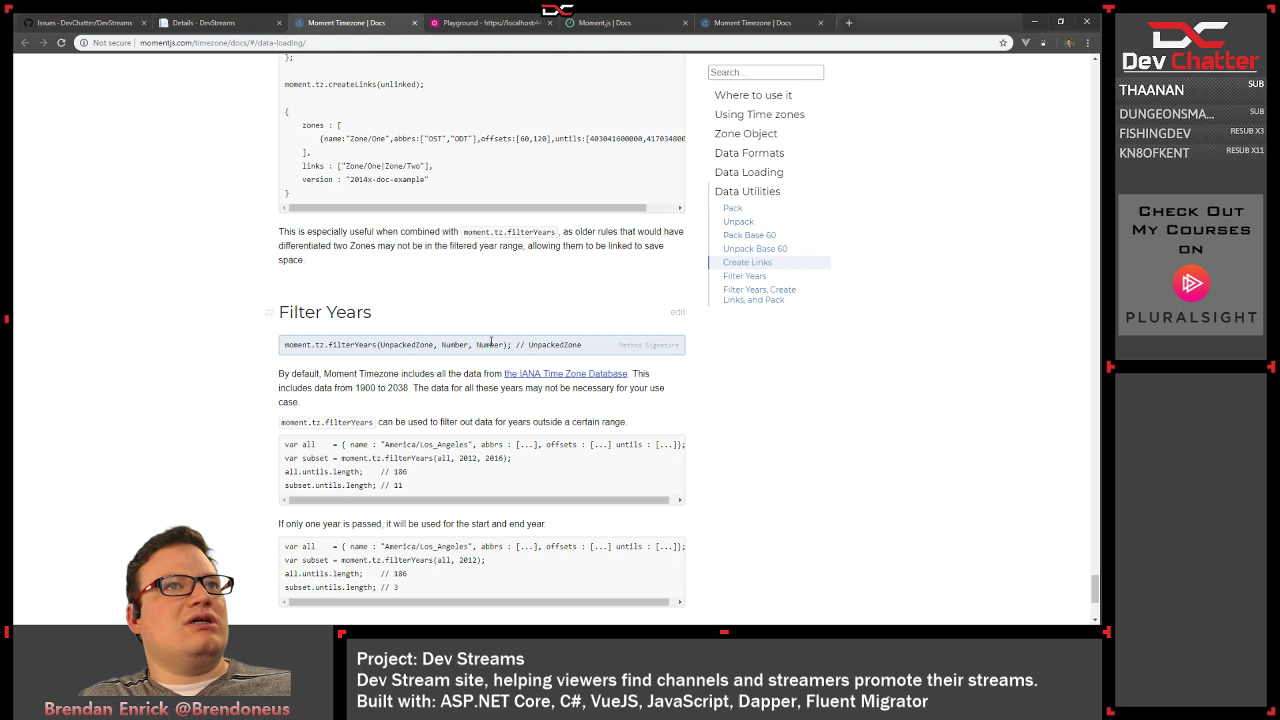 DC
Issues · DevChatter/DevStreams
Details - DevStreams
Moment Timezone | Docs
Playground - https://localhost:44
Moment.js | Docs
Moment Timezone | Docs
Not secure | momentjs.com/timezone/docs/#/data-loading/
};
moment.tz.createLinks(unlinked);
{
zones : [
{name:"Zone/One",abbrs:["OST","ODT"],offsets:[60,120],untils:[403041600000,417034800
],
links : ["Zone/One|Zone/Two"],
version : "2014x-doc-example"
}
This is especially useful when combined with moment.tz.filterYears, as older rules that would have
differentiated two Zones may not be in the filtered year range, allowing them to be linked to save
space.
# Filter Years
edit
moment.tz.filterYears(UnpackedZone, Number, Number); // UnpackedZone
Method Signature
By default, Moment Timezone includes all the data from the IANA Time Zone Database. This
includes data from 1900 to 2038. The data for all these years may not be necessary for your use
case.
moment.tz.filterYears can be used to filter out data for years outside a certain range.
var all    = { name : "America/Los_Angeles", abbrs : [...], offsets : [...] untils : [...]};
var subset = moment.tz.filterYears(all, 2012, 2016);
all.untils.length;    // 186
subset.untils.length; // 11
If only one year is passed, it will be used for the start and end year.
var all    = { name : "America/Los_Angeles", abbrs : [...], offsets : [...] untils : [...]};
var subset = moment.tz.filterYears(all, 2012);
all.untils.length;    // 186
subset.untils.length; // 3
Search...
Where to use it
Using Time zones
Zone Object
Data Formats
Data Loading
Data Utilities
Pack
Unpack
Pack Base 60
Unpack Base 60
Create Links
Filter Years
Filter Years, Create
Links, and Pack
DC
Dev Chatter
THAANAN SUB
DUNGEONSMA... SUB
FISHINGDEV RESUB X3
KN8OFKENT RESUB X11
CHECK OUT
MY COURSES
ON
PLURALSIGHT
Brendan Enrick @Brendoneus
Project: Dev Streams
Dev Stream site, helping viewers find channels and streamers promote their streams.
Built with: ASP.NET Core, C#, VueJS, JavaScript, Dapper, Fluent Migrator